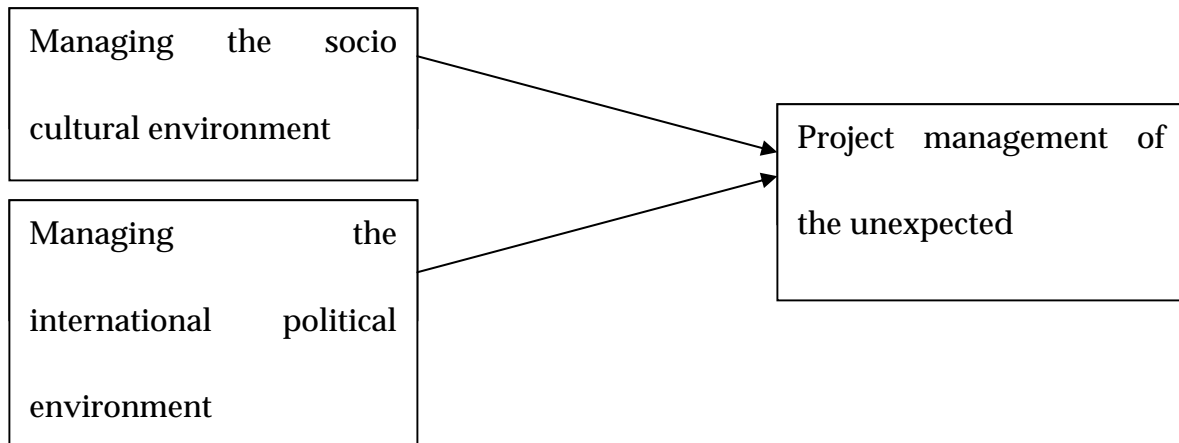 Managing the socio
cultural environment
Project management of
the unexpected
Managing the
international political
environment